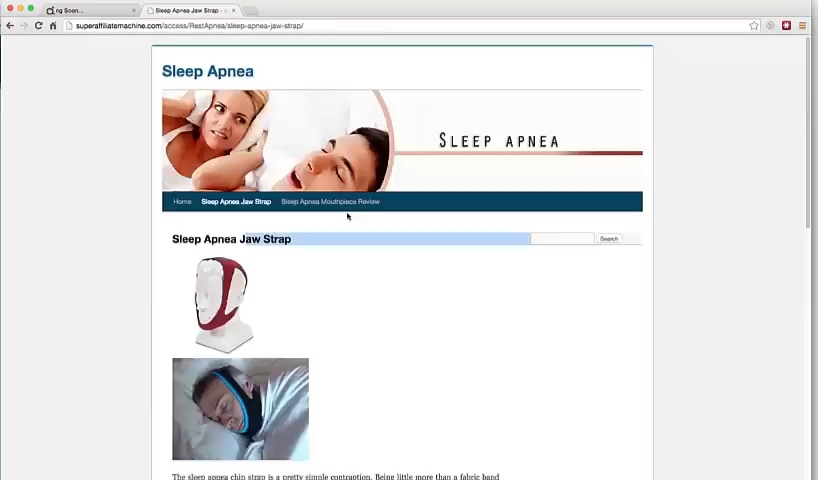 ng Soon...
Sleep Apnea Jaw Strap -
superaffiliatemachine.com/access/RestApnea/sleep-apnea-jaw-strap/
Sleep Apnea
SLEEP APNEA
Home Sleep Apnea Jaw Strap Sleep Apnea Mouthpiece Review
Sleep Apnea Jaw Strap
Search
The sleep apnea chin strap is a pretty simple contraption. Being little more than a fabric band